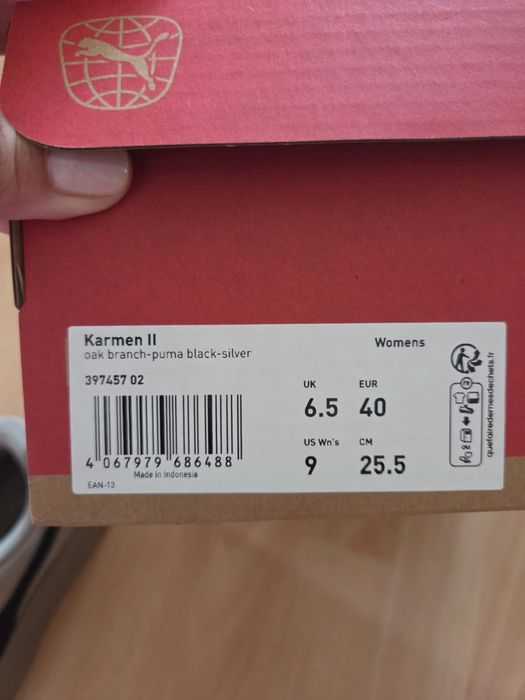 Karmen II
oak branch-puma black-silver
Womens
397457 02
UK EUR
6.5 40
US Wn's CM
9 25.5
4 067979 686488
Made in Indonesia
EAN-13
FR
quefairedemesdechets.fr